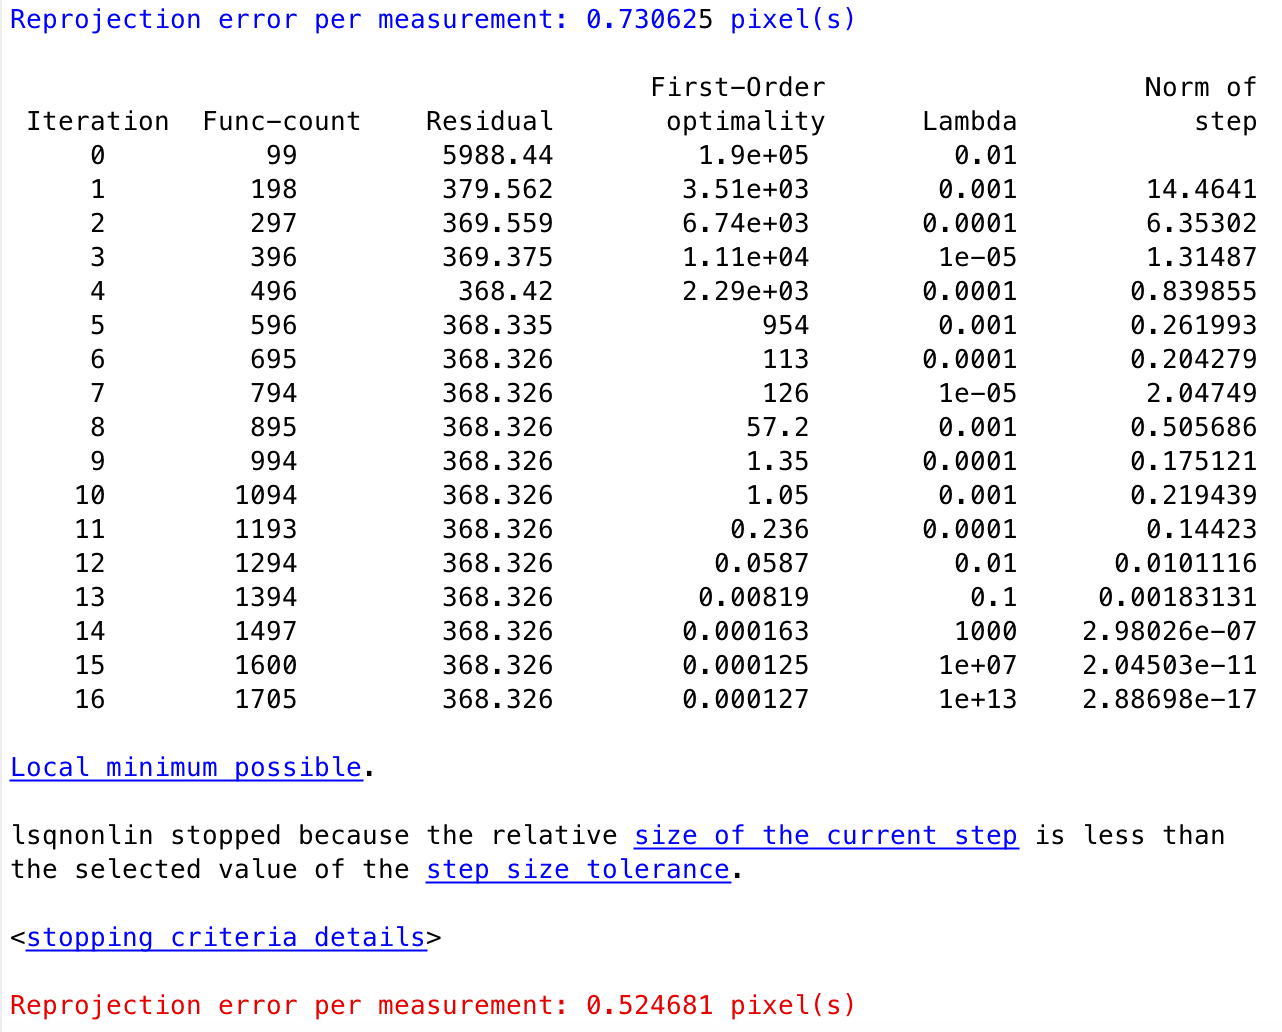 Reprojection error per measurement: 0.730625 pixel(s)
First-Order Norm of
Iteration Func-count Residual optimality Lambda step
0 99 5988.44 1.9e+05 0.01
1 198 379.562 3.51e+03 0.001 14.4641
2 297 369.559 6.74e+03 0.0001 6.35302
3 396 369.375 1.11e+04 1e-05 1.31487
4 496 368.42 2.29e+03 0.0001 0.839855
5 596 368.335 954 0.001 0.261993
6 695 368.326 113 0.0001 0.204279
7 794 368.326 126 1e-05 2.04749
8 895 368.326 57.2 0.001 0.505686
9 994 368.326 1.35 0.0001 0.175121
10 1094 368.326 1.05 0.001 0.219439
11 1193 368.326 0.236 0.0001 0.14423
12 1294 368.326 0.0587 0.01 0.0101116
13 1394 368.326 0.00819 0.1 0.00183131
14 1497 368.326 0.000163 1000 2.98026e-07
15 1600 368.326 0.000125 1e+07 2.04503e-11
16 1705 368.326 0.000127 1e+13 2.88698e-17
Local minimum possible.
lsqnonlin stopped because the relative size of the current step is less than
the selected value of the step size tolerance.
<stopping criteria details>
Reprojection error per measurement: 0.524681 pixel(s)